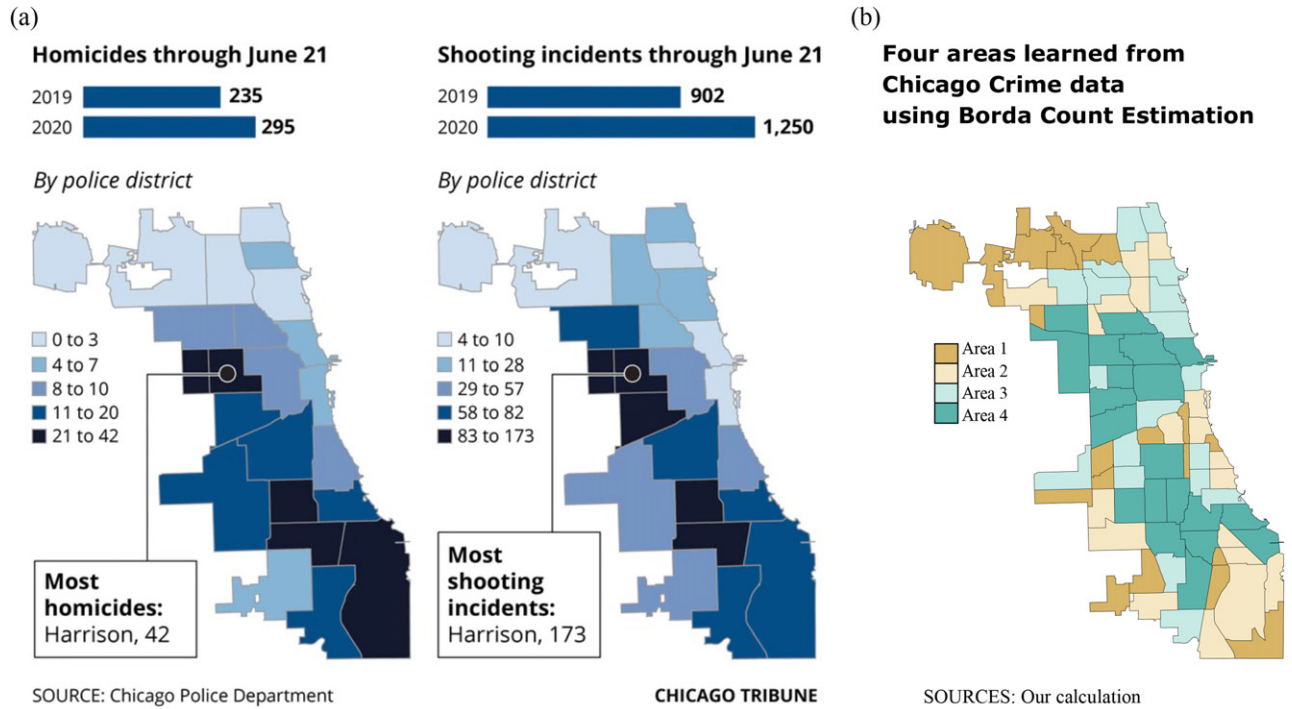 (a)
Homicides through June 21
2019 235
2020 295
By police district
0 to 3
4 to 7
8 to 10
11 to 20
21 to 42
Most
homicides:
Harrison, 42
SOURCE: Chicago Police Department
Shooting incidents through June 21
2019 902
2020 1,250
By police district
4 to 10
11 to 28
29 to 57
58 to 82
83 to 173
Most
shooting
incidents:
Harrison, 173
CHICAGO TRIBUNE
(b)
Four areas learned from
Chicago Crime data
using Borda Count Estimation
Area 1
Area 2
Area 3
Area 4
SOURCES: Our calculation